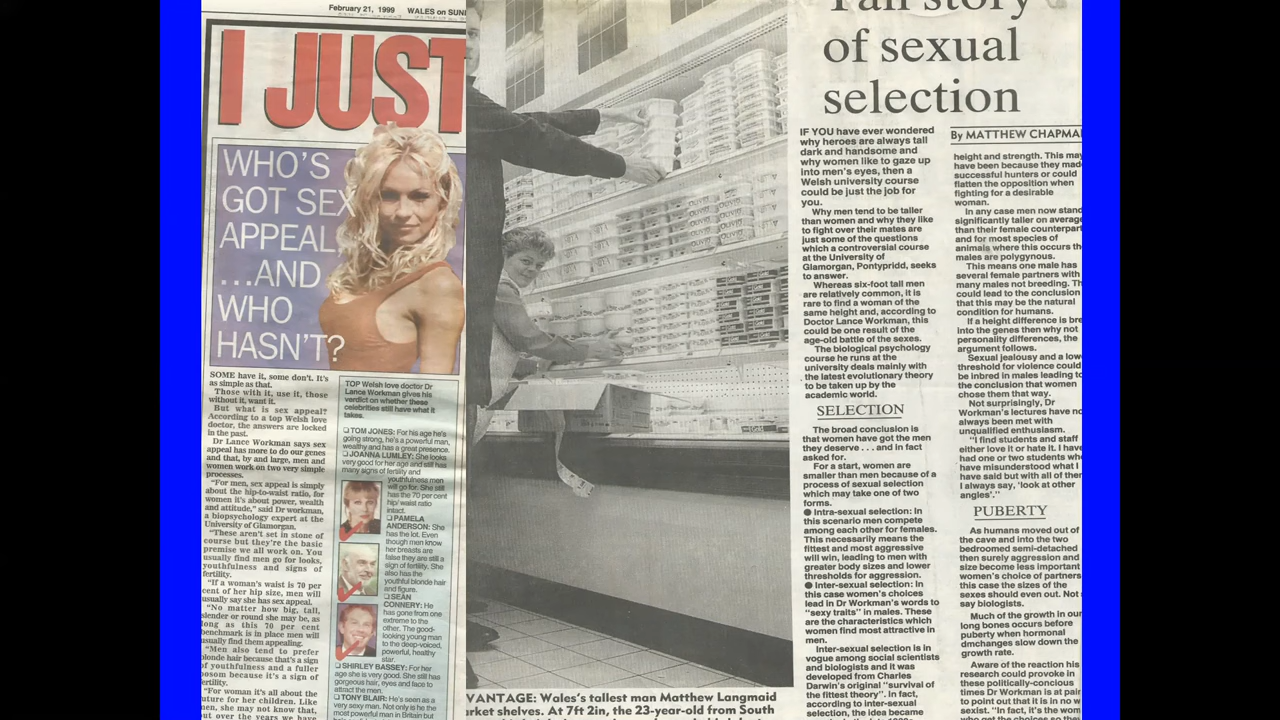 February 21, 1999 WALES on SUN
I JUST
WHO'S
GOT SEX
APPEAL
...AND
WHO
HASN'T?
SOME have it, some don't. It's
as simple as that.
Those with it, use it, those
without it, want it.
But what is sex appeal?
According to a top Welsh love
doctor, the answers are locked
in the past.
Dr Lance Workman says sex
appeal has more to do our genes
and that, by and large, men and
women work on two very simple
processes.
"For men, sex appeal is simply
about the hip-to-waist ratio, for
women it's about power, wealth
and attitude," said Dr workman,
a biopsychology expert at the
University of Glamorgan.
"These aren't set in stone of
course but they're the basic
premise we all work on. You
usually find men go for looks,
youthfulness and signs of
fertility.
"If a woman's waist is 70 per
cent of her hip size, men will
usually say she has sex appeal.
"No matter how big, tall,
slender or round she may be, as
long as this 70 per cent
benchmark is in place men will
usually find them appealing.
"Men also tend to prefer
blonde hair because that's a sign
of youthfulness and a fuller
bosom because it's a sign of
fertility.
"For woman it's all about the
future for her children. Like
men, she may not know that,
but over the years we have
TOP Welsh love doctor Dr
Lance Workman gives his
verdict on whether these
celebrities still have what it
takes.
❏ TOM JONES: For his age he's
going strong, he's a powerful man,
wealthy and has a great presence.
❏ JOANNA LUMLEY: She looks
very good for her age and still has
many signs of fertility and
youthfulness men
will go for. She still
has the 70 per cent
hip/ waist ratio
intact.
❏ PAMELA
ANDERSON: She
has the lot. Even
though men know
her breasts are
false they are still a
sign of fertility. She
also has the
youthful blonde hair
and figure.
❏ SEAN
CONNERY: He
has gone from one
extreme to the
other. The good-
looking young man
to the deep-voiced,
powerful, healthy
star.
❏ SHIRLEY BASSEY: For her
age she is very good. She still has
gorgeous hair, eyes and face to
attract the men.
❏ TONY BLAIR: He's seen as a
very sexy man. Not only is he the
most powerful man in Britain but
VANTAGE: Wales's tallest man Matthew Langmaid
rket shelves. At 7ft 2in, the 23-year-old from South
Tall story
of sexual
selection
IF YOU have ever wondered
why heroes are always tall
dark and handsome and
why women like to gaze up
into men's eyes, then a
Welsh university course
could be just the job for
you.
Why men tend to be taller
than women and why they like
to fight over their mates are
just some of the questions
which a controversial course
at the University of
Glamorgan, Pontypridd, seeks
to answer.
Whereas six-foot tall men
are relatively common, it is
rare to find a woman of the
same height and, according to
Doctor Lance Workman, this
could be one result of the
age-old battle of the sexes.
The biological psychology
course he runs at the
university deals mainly with
the latest evolutionary theory
to be taken up by the
academic world.
SELECTION
The broad conclusion is
that women have got the men
they deserve . . . and in fact
asked for.
For a start, women are
smaller than men because of a
process of sexual selection
which may take one of two
forms.
● Intra-sexual selection: In
this scenario men compete
among each other for females.
This necessarily means the
fittest and most aggressive
will win, leading to men with
greater body sizes and lower
thresholds for aggression.
● Inter-sexual selection: In
this case women's choices
lead in Dr Workman's words to
"sexy traits" in males. These
are the characteristics which
women find most attractive in
men.
Inter-sexual selection is in
vogue among social scientists
and biologists and it was
developed from Charles
Darwin's original "survival of
the fittest theory". In fact,
according to inter-sexual
selection, the idea became
By MATTHEW CHAPMA
height and strength. This may
have been because they made
successful hunters or could
flatten the opposition when
fighting for a desirable
woman.
In any case men now stand
significantly taller on average
than their female counterpart
and for most species of
animals where this occurs th
males are polygynous.
This means one male has
several female partners with
many males not breeding. Th
could lead to the conclusion
that this may be the natural
condition for humans.
If a height difference is bre
into the genes then why not
personality differences, the
argument follows.
Sexual jealousy and a low
threshold for violence could
be inbred in males leading to
the conclusion that women
chose them that way.
Not surprisingly, Dr
Workman's lectures have no
always been met with
unqualified enthusiasm.
"I find students and staff
either love it or hate it. I have
had one or two students wh
have misunderstood what I
have said but with all of ther
I always say, 'look at other
angles'."
PUBERTY
As humans moved out of
the cave and into the two
bedroomed semi-detached
then surely aggression and
size become less important
women's choice of partners
this case the sizes of the
sexes should even out. Not
say biologists.
Much of the growth in our
long bones occurs before
puberty when hormonal
dmchanges slow down the
growth rate.
Aware of the reaction his
research could provoke in
these politically-concious
times Dr Workman is at pair
to point out that it is in no w
sexist. "In fact, it's the wom
who get the choices so they